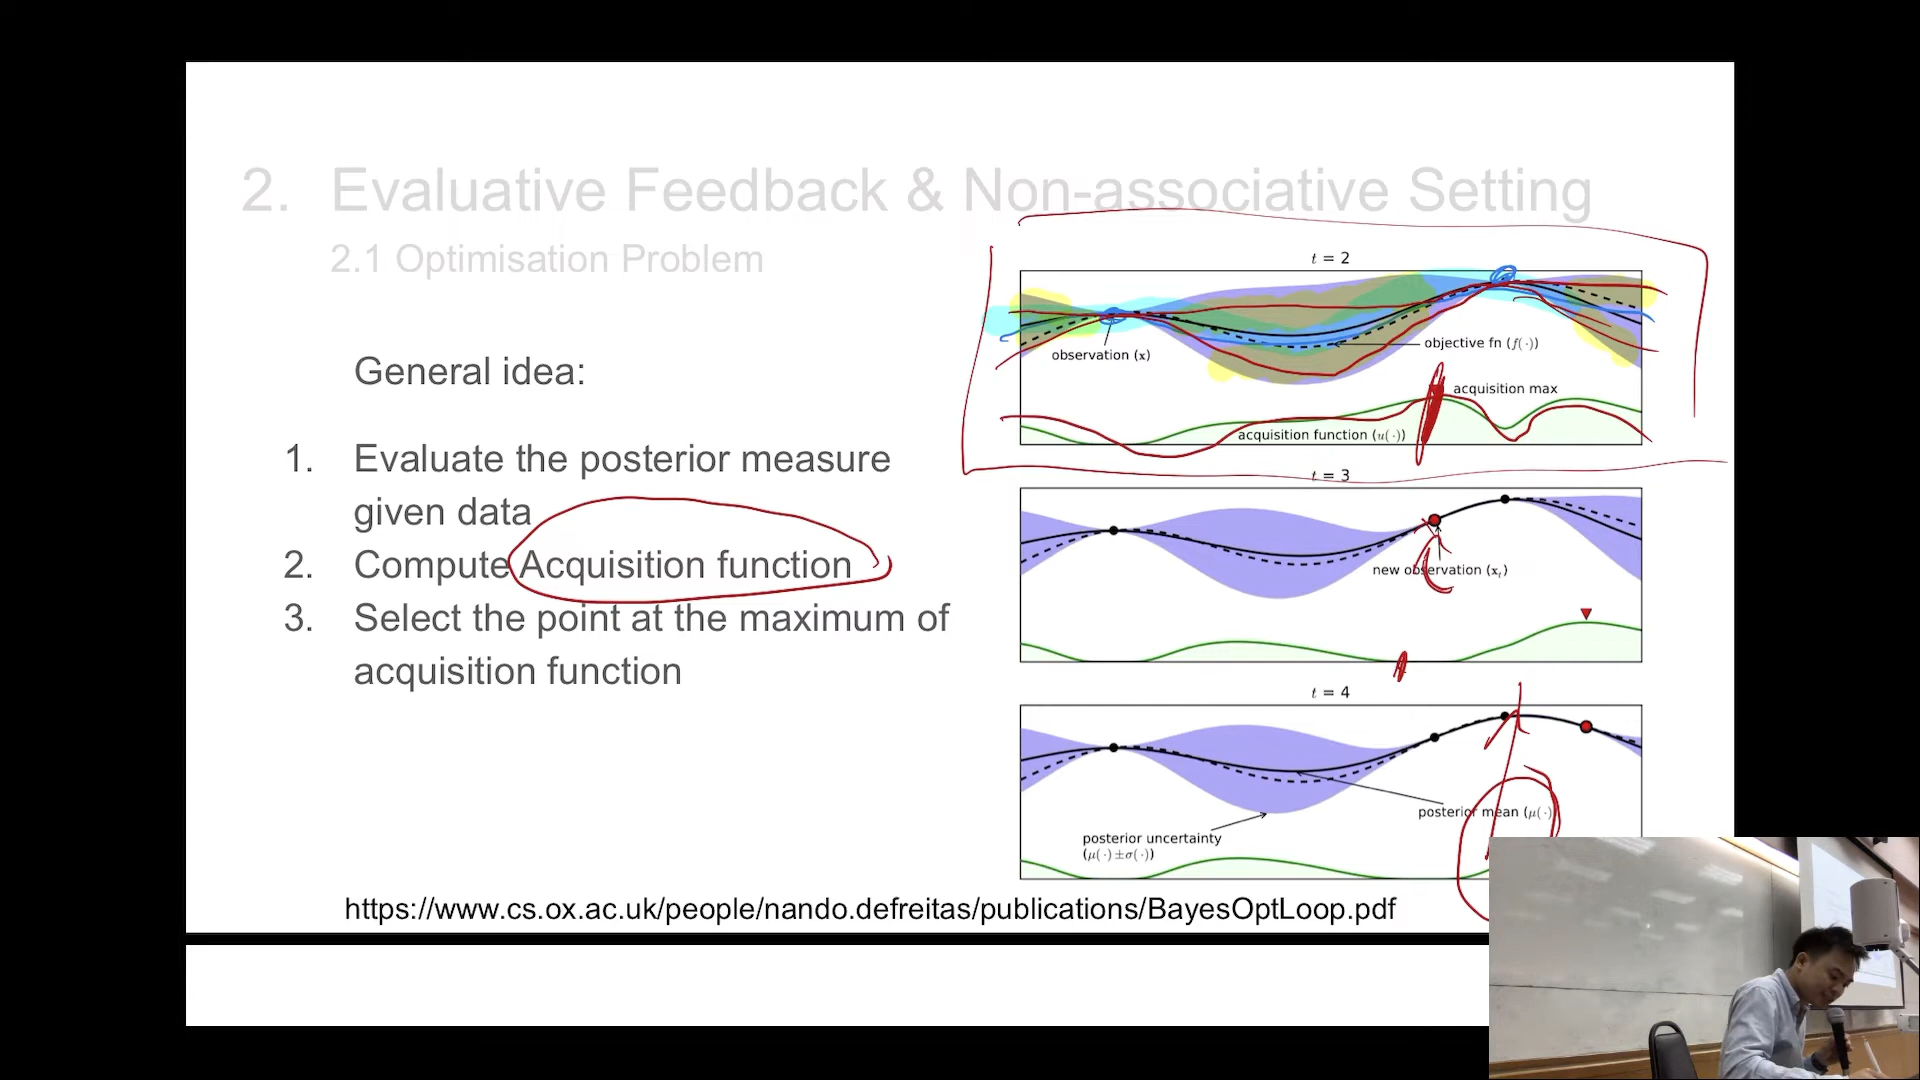 2. Evaluative Feedback & Non-associative Setting
2.1 Optimisation Problem
General idea:
1. Evaluate the posterior measure
given data
2. Compute Acquisition function
3. Select the point at the maximum of
acquisition function
t = 2
observation (x)
objective fn (f(·))
acquisition max
acquisition function (u(·))
t = 3
new observation (xₜ)
t = 4
posterior mean (μ(·)
posterior uncertainty
(μ(·)±σ(·))
https://www.cs.ox.ac.uk/people/nando.defreitas/publications/BayesOptLoop.pdf